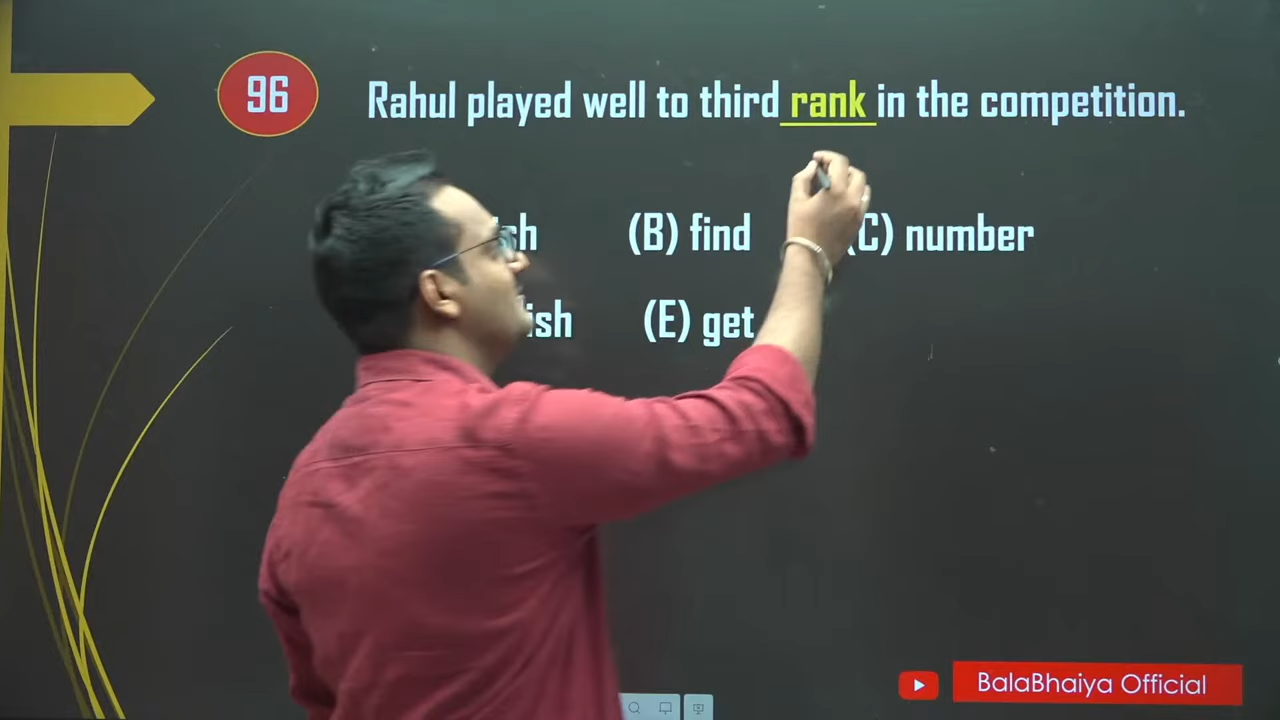 96 Rahul played well to third rank in the competition.
(B) find (C) number
(E) get
BalaBhaiya Official